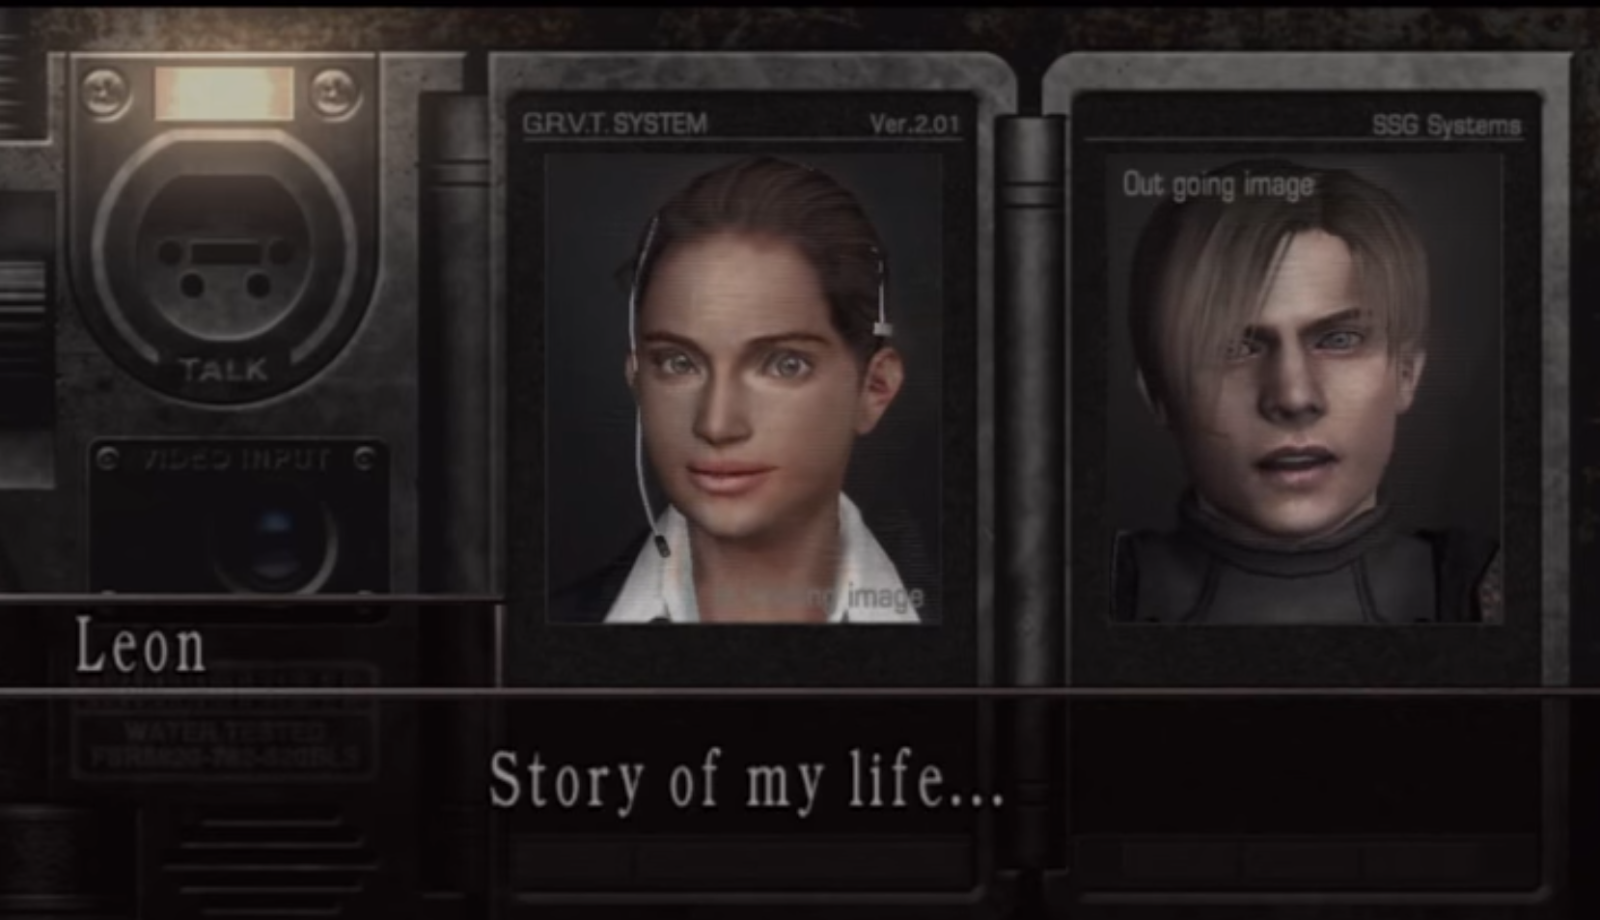 G.R.V.T. SYSTEM Ver.2.01
SSG Systems
Out going image
TALK
VIDEO INPUT
image
Leon
WATER TESTED
Story of my life...